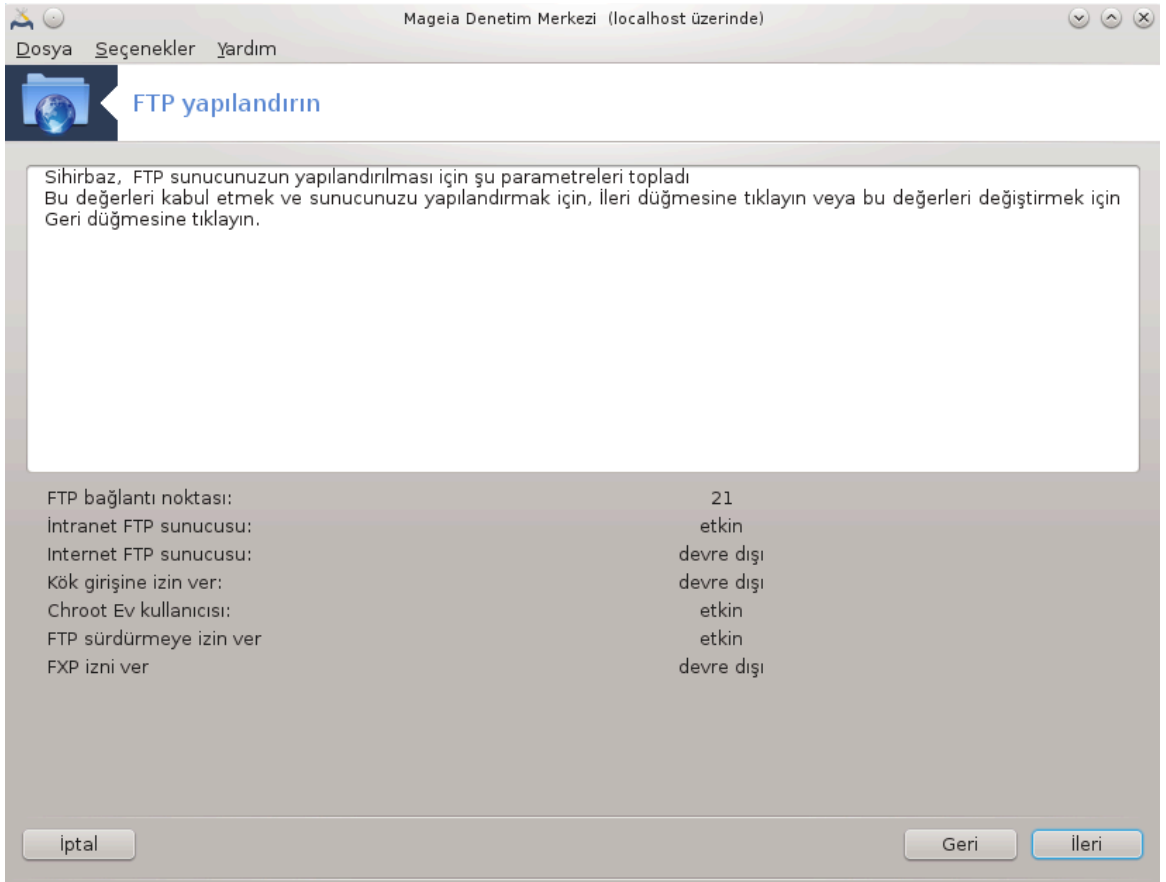 Mageia Denetim Merkezi (localhost üzerinde)
Dosya Seçenekler Yardım
FTP yapılandırın
Sihirbaz, FTP sunucunuzun yapılandırılması için şu parametreleri topladı
Bu değerleri kabul etmek ve sunucunuzu yapılandırmak için, İleri düğmesine tıklayın veya bu değerleri değiştirmek için
Geri düğmesine tıklayın.
FTP bağlantı noktası: 21
İntranet FTP sunucusu: etkin
Internet FTP sunucusu: devre dışı
Kök girişine izin ver: devre dışı
Chroot Ev kullanıcısı: etkin
FTP sürdürmeye izin ver etkin
FXP izni ver devre dışı
İptal Geri İleri